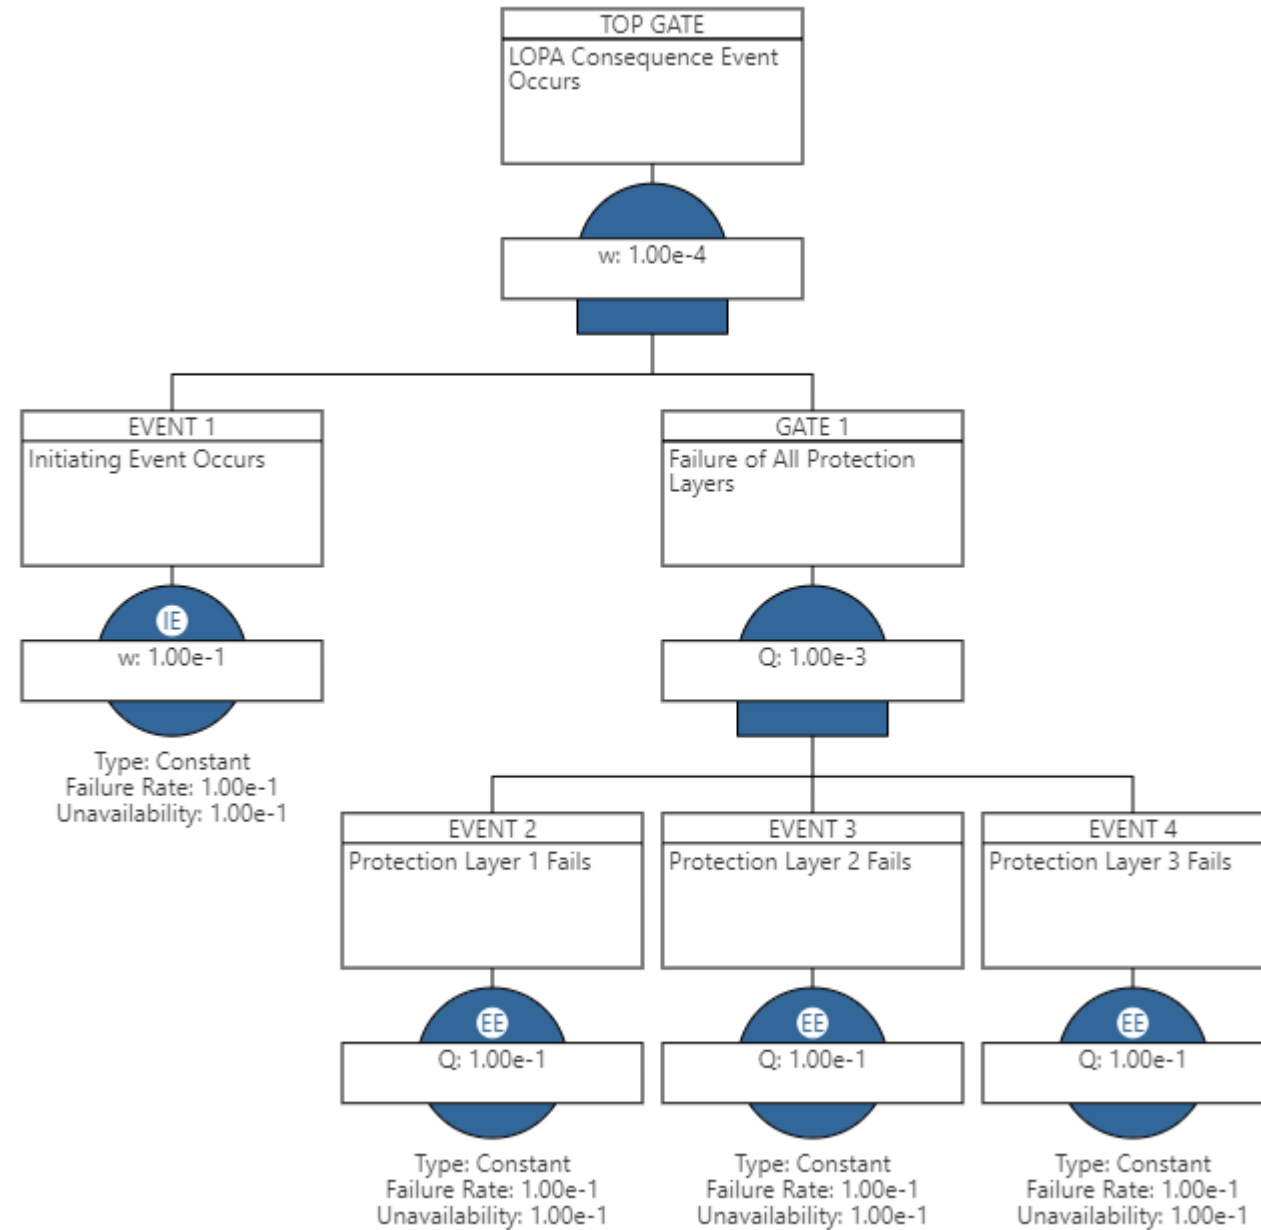 TOP GATE
LOPA Consequence Event
Occurs
w: 1.00e-4
EVENT 1
Initiating Event Occurs
IE
w: 1.00e-1
Type: Constant
Failure Rate: 1.00e-1
Unavailability: 1.00e-1
GATE 1
Failure of All Protection
Layers
Q: 1.00e-3
EVENT 2
Protection Layer 1 Fails
EE
Q: 1.00e-1
Type: Constant
Failure Rate: 1.00e-1
Unavailability: 1.00e-1
EVENT 3
Protection Layer 2 Fails
EE
Q: 1.00e-1
Type: Constant
Failure Rate: 1.00e-1
Unavailability: 1.00e-1
EVENT 4
Protection Layer 3 Fails
EE
Q: 1.00e-1
Type: Constant
Failure Rate: 1.00e-1
Unavailability: 1.00e-1